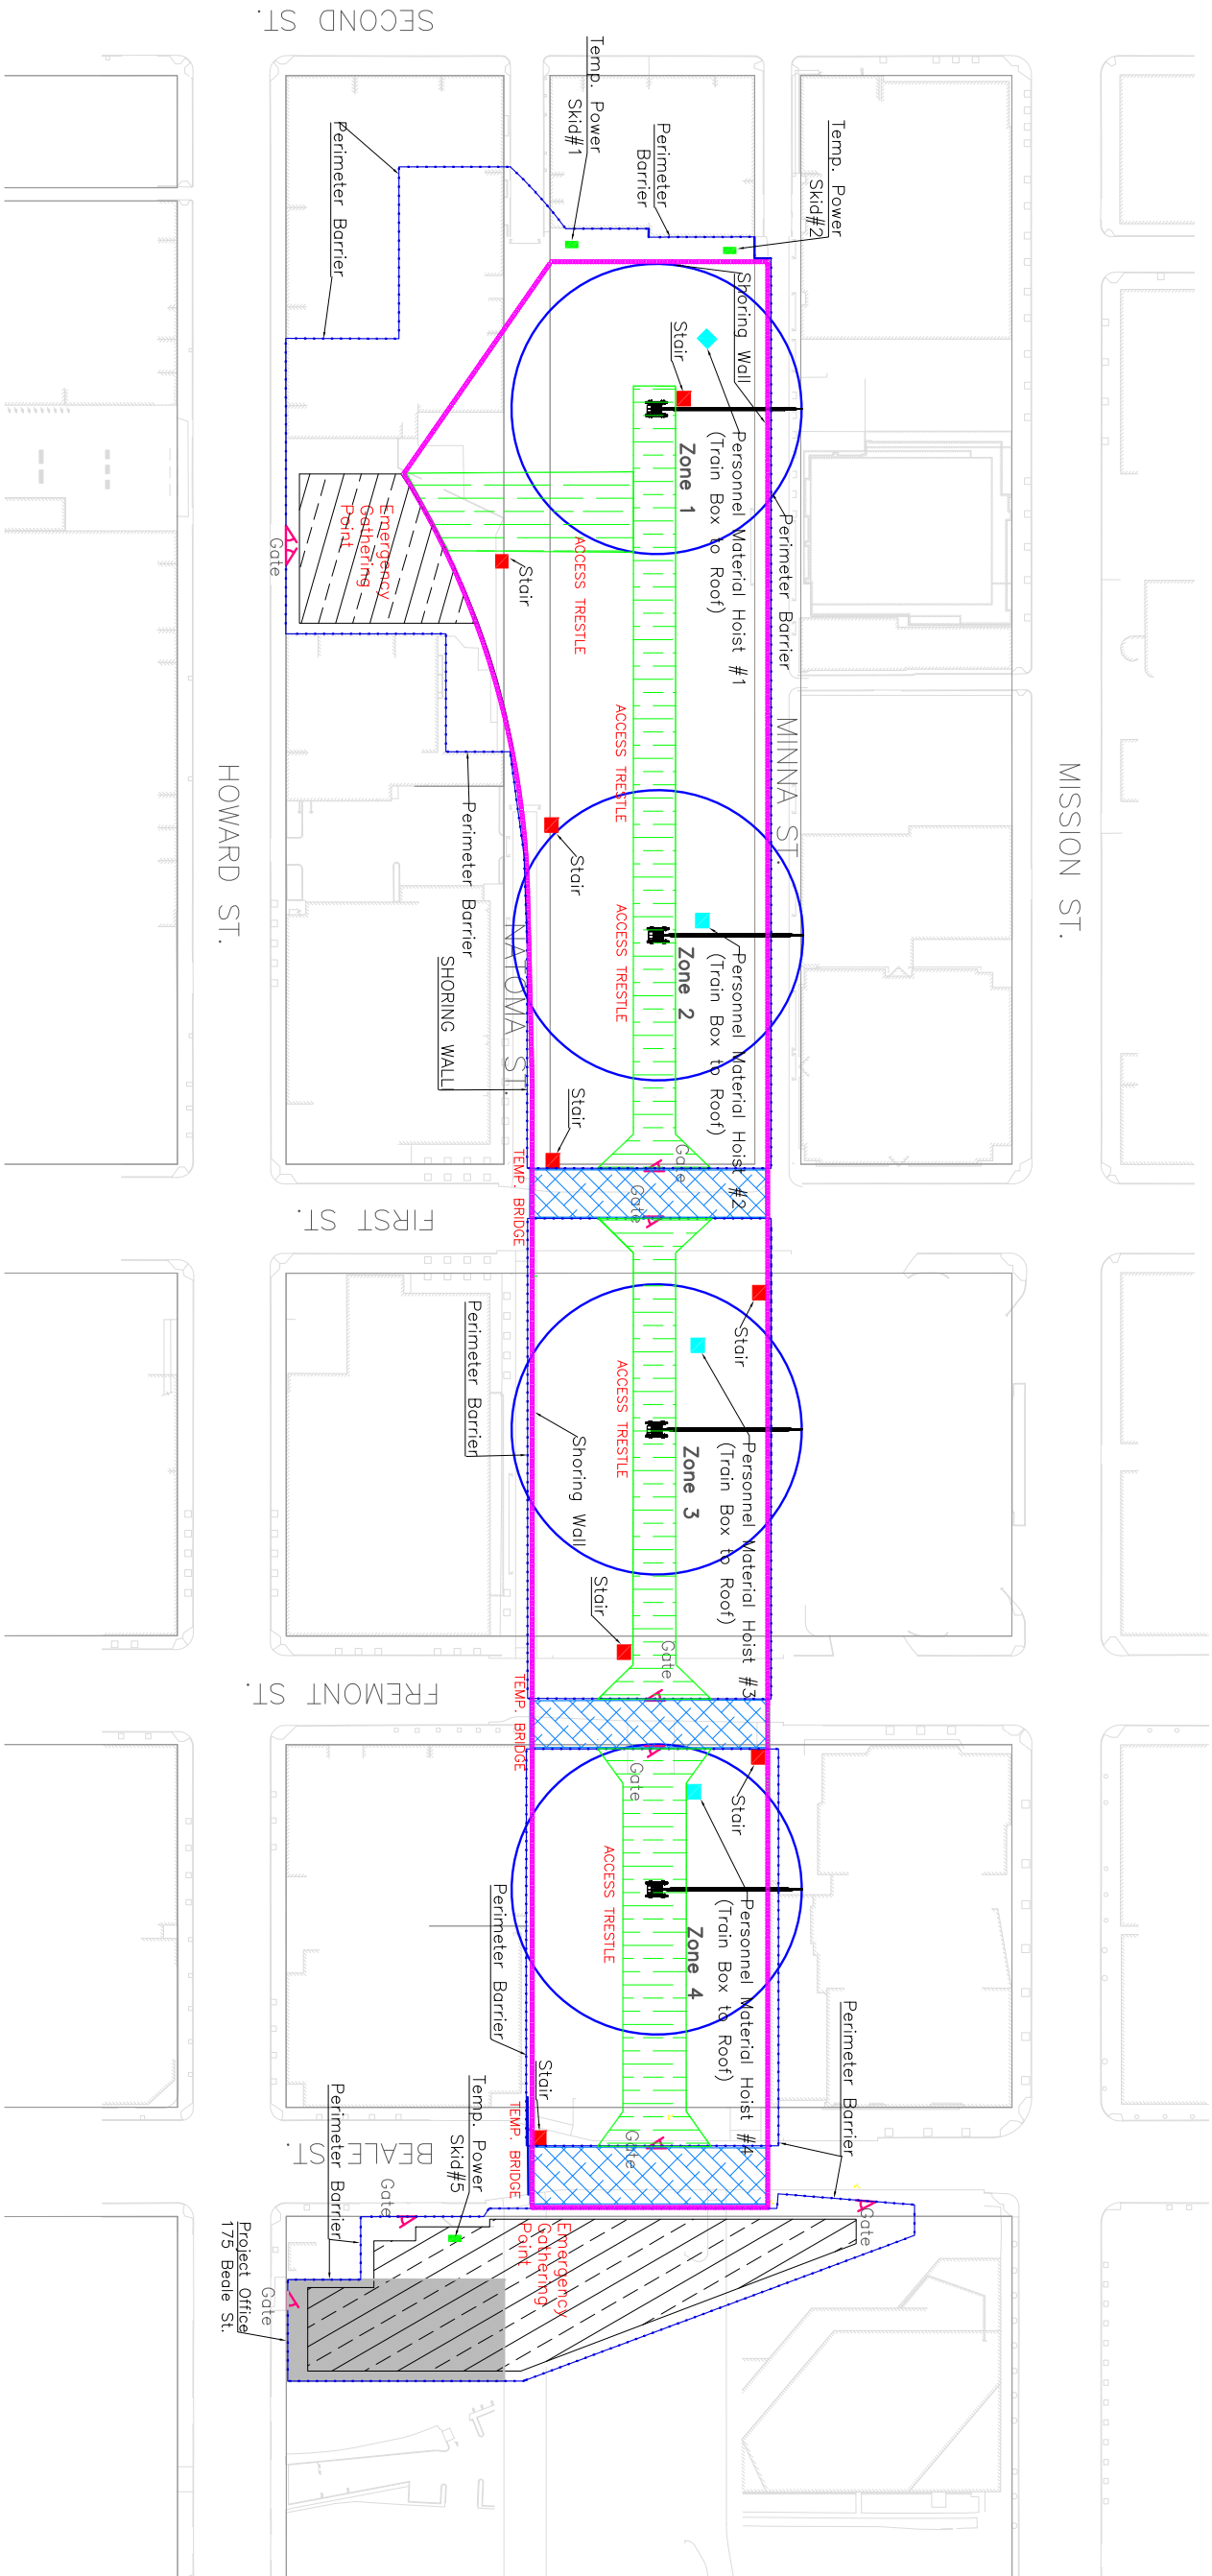 SECOND ST.
Temp. Power
Skid#1
Perimeter
Barrier
Temp. Power
Skid#2
Perimeter Barrier
Shoring Wall
Stair
Personnel Material Hoist #1
(Train Box to Roof)
Zone 1
Perimeter Barrier
Emergency
Gathering
Point
Gate
Stair
ACCESS TRESTLE
ACCESS TRESTLE
MINNA ST.
MISSION ST.
HOWARD ST.
Perimeter Barrier
Stair
ACCESS TRESTLE
Zone 2
Personnel Material Hoist #2
(Train Box to Roof)
NATOMA ST.
SHORING WALL
Stair
Gate
TEMP. BRIDGE
Gate
FIRST ST.
Perimeter Barrier
Stair
ACCESS TRESTLE
Zone 3
Personnel Material Hoist #3
(Train Box to Roof)
Shoring Wall
Stair
Gate
FREMONT ST.
TEMP. BRIDGE
Gate
Stair
ACCESS TRESTLE
Zone 4
Personnel Material Hoist #4
(Train Box to Roof)
Perimeter Barrier
Perimeter Barrier
Stair
TEMP. BRIDGE
Gate
BEALE ST.
Perimeter Barrier
Temp. Power
Skid#5
Gate
Gate
Emergency
Gathering
Point
Project Office
175 Beale St.
Gate